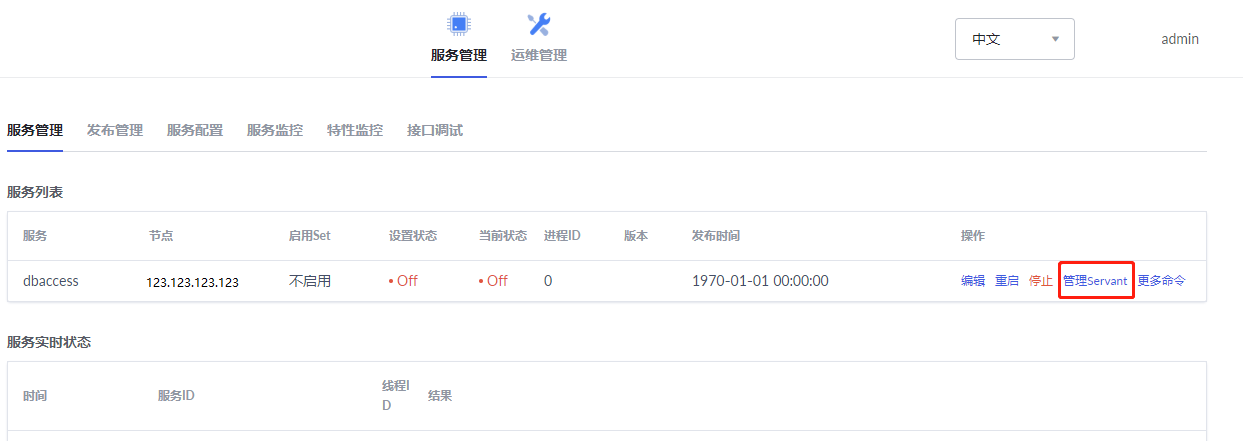 服务管理 运维管理 中文 admin
服务管理 发布管理 服务配置 服务监控 特性监控 接口调试
服务列表
服务 节点 启用Set 设置状态 当前状态 进程ID 版本 发布时间 操作
dbaccess 123.123.123.123 不启用 • Off • Off 0 1970-01-01 00:00:00 编辑 重启 停止 管理Servant 更多命令
服务实时状态
时间 服务ID 线程I
D 结果